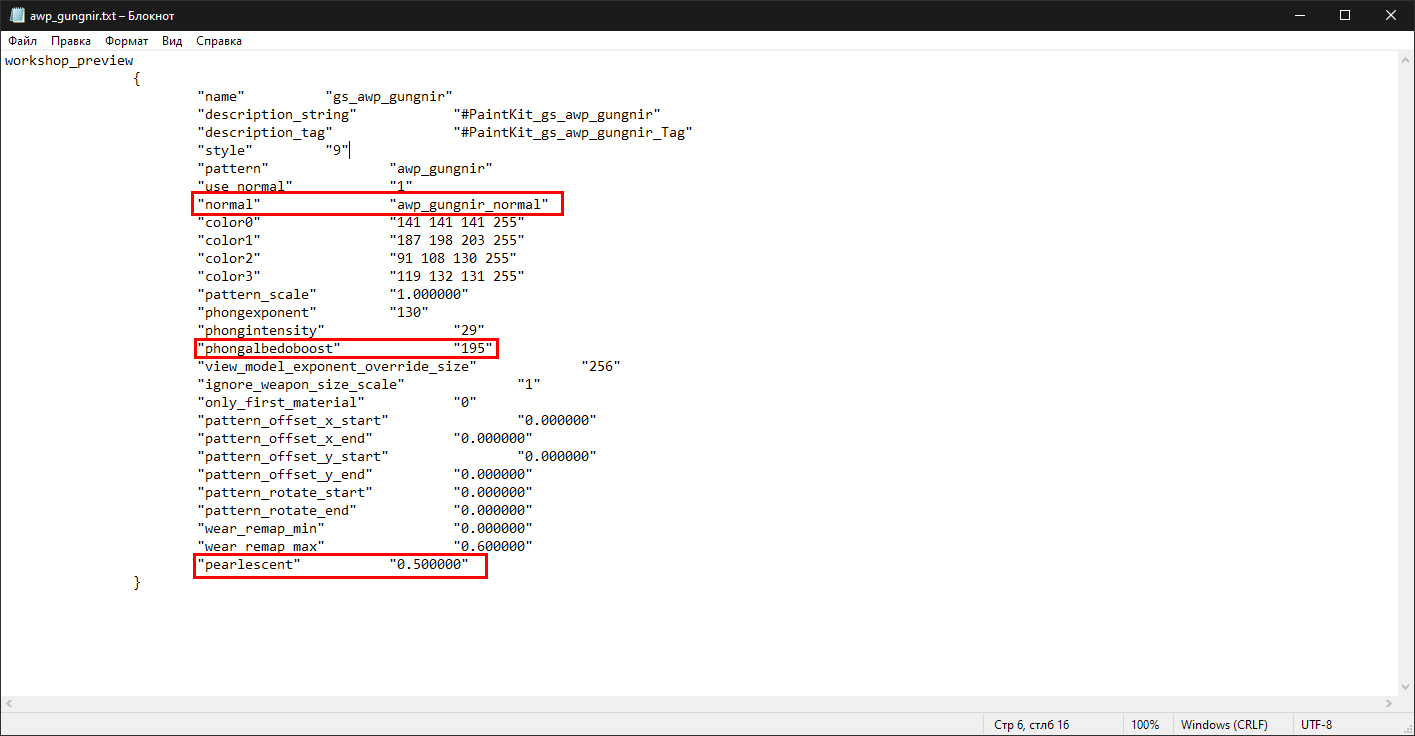 awp_gungnir.txt – Блокнот
Файл Правка Формат Вид Справка
workshop_preview
{
"name" "gs_awp_gungnir"
"description_string" "#PaintKit_gs_awp_gungnir"
"description_tag" "#PaintKit_gs_awp_gungnir_Tag"
"style" "9"
"pattern" "awp_gungnir"
"use_normal" "1"
"normal" "awp_gungnir_normal"
"color0" "141 141 141 255"
"color1" "187 198 203 255"
"color2" "91 108 130 255"
"color3" "119 132 131 255"
"pattern_scale" "1.000000"
"phongexponent" "130"
"phongintensity" "29"
"phongalbedoboost" "195"
"view_model_exponent_override_size" "256"
"ignore_weapon_size_scale" "1"
"only_first_material" "0"
"pattern_offset_x_start" "0.000000"
"pattern_offset_x_end" "0.000000"
"pattern_offset_y_start" "0.000000"
"pattern_offset_y_end" "0.000000"
"pattern_rotate_start" "0.000000"
"pattern_rotate_end" "0.000000"
"wear_remap_min" "0.000000"
"wear_remap_max" "0.600000"
"pearlescent" "0.500000"
}
Стр 6, стлб 16 100% Windows (CRLF) UTF-8